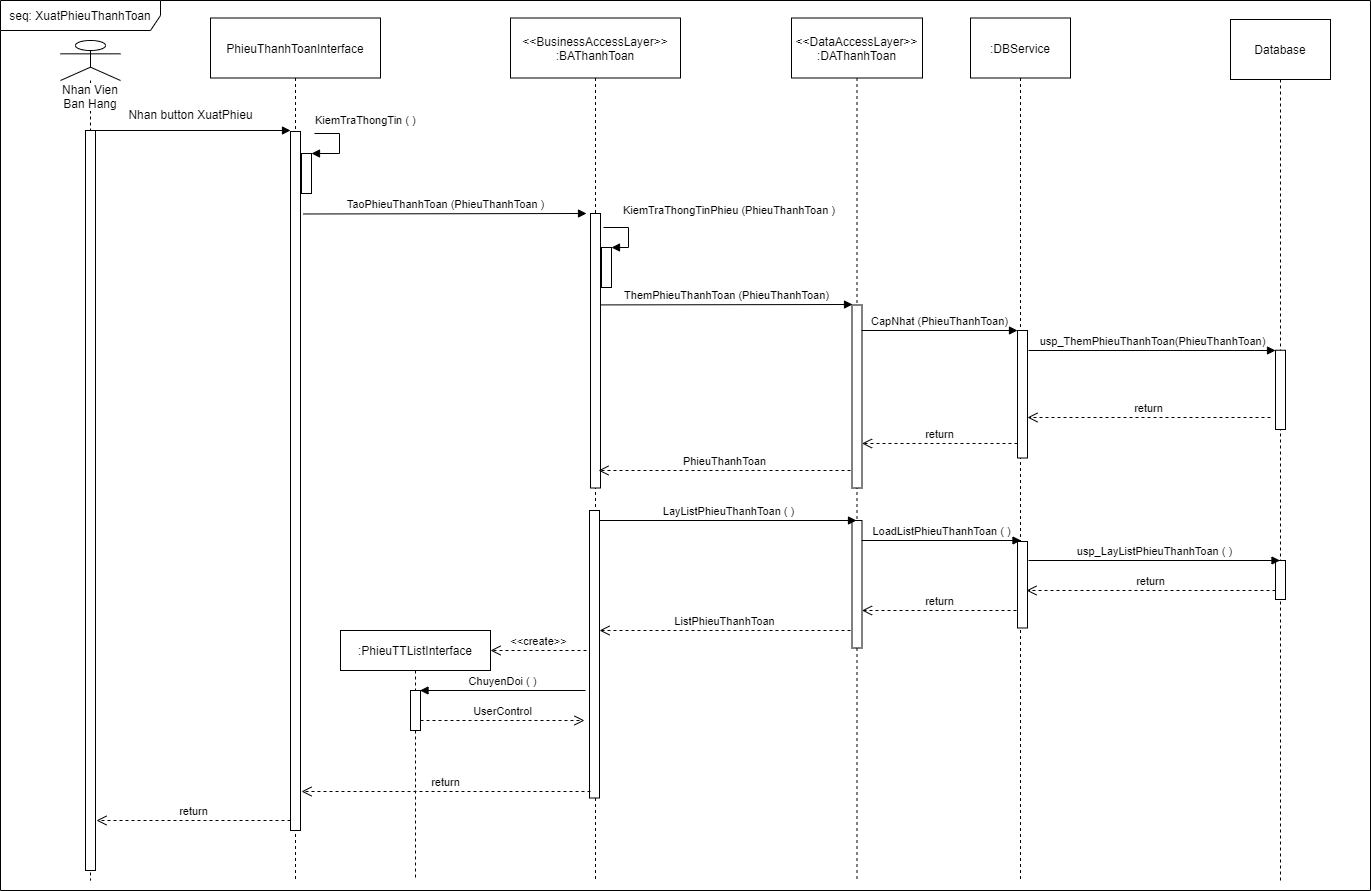 seq: XuatPhieuThanhToan
PhieuThanhToanInterface
<<BusinessAccessLayer>>
:BAThanhToan
<<DataAccessLayer>>
:DAThanhToan
:DBService
Database
Nhan Vien
Ban Hang
Nhan button XuatPhieu
KiemTraThongTin ( )
TaoPhieuThanhToan (PhieuThanhToan )
KiemTraThongTinPhieu (PhieuThanhToan )
ThemPhieuThanhToan (PhieuThanhToan)
CapNhat (PhieuThanhToan)
usp_ThemPhieuThanhToan(PhieuThanhToan)
return
return
PhieuThanhToan
LayListPhieuThanhToan ( )
LoadListPhieuThanhToan ( )
usp_LayListPhieuThanhToan ( )
return
return
ListPhieuThanhToan
<<create>>
:PhieuTTListInterface
ChuyenDoi ( )
UserControl
return
return